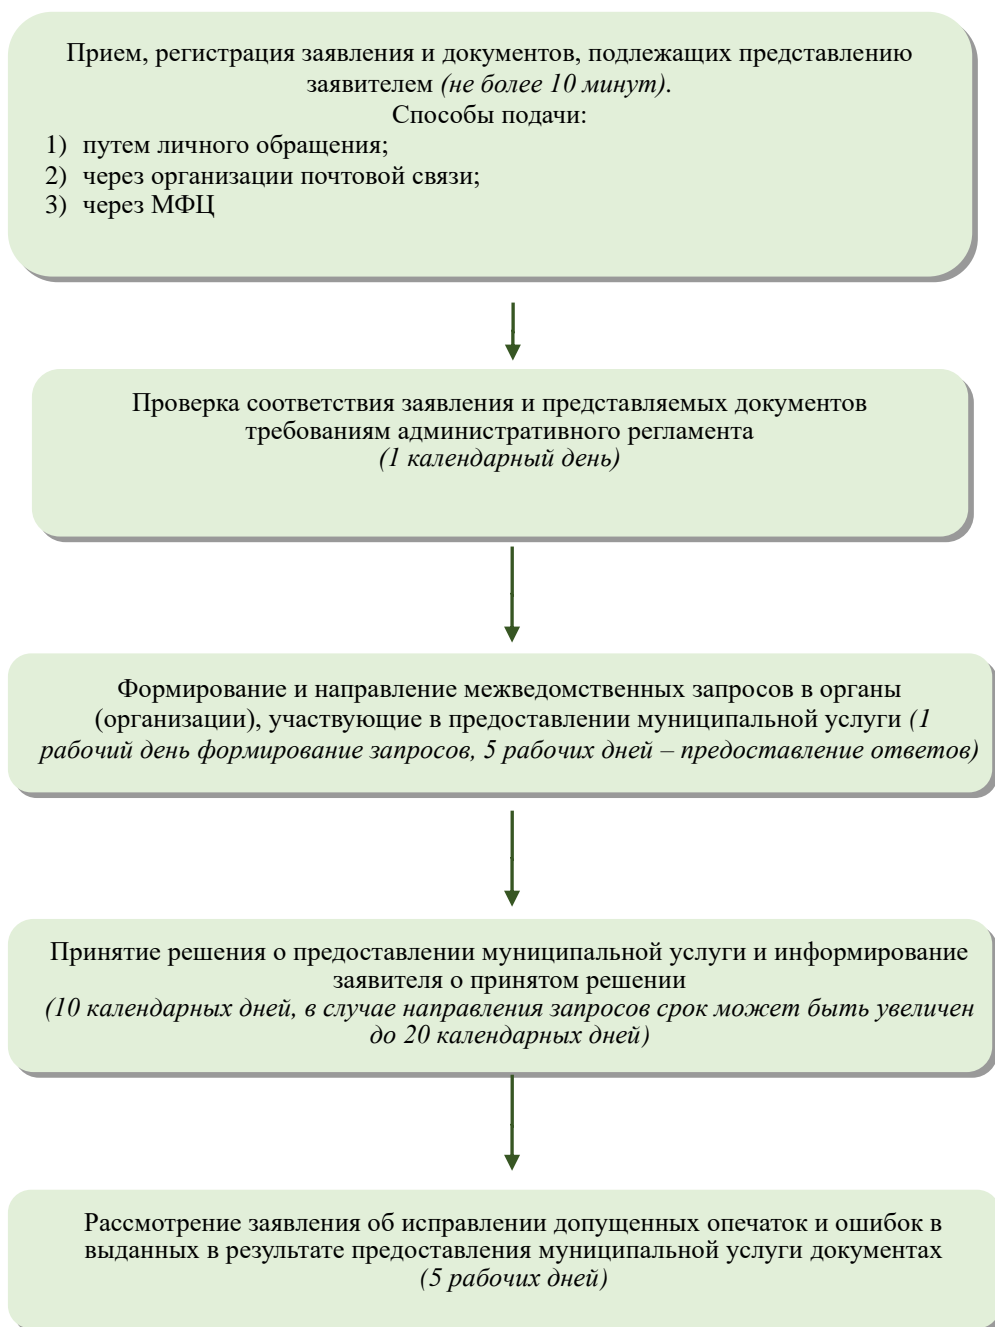 Прием, регистрация заявления и документов, подлежащих представлению
заявителем (не более 10 минут).
Способы подачи:
1) путем личного обращения;
2) через организации почтовой связи;
3) через МФЦ
Проверка соответствия заявления и представляемых документов
требованиям административного регламента
(1 календарный день)
Формирование и направление межведомственных запросов в органы
(организации), участвующие в предоставлении муниципальной услуги (1
рабочий день формирование запросов, 5 рабочих дней – предоставление ответов)
Принятие решения о предоставлении муниципальной услуги и информирование
заявителя о принятом решении
(10 календарных дней, в случае направления запросов срок может быть увеличен
до 20 календарных дней)
Рассмотрение заявления об исправлении допущенных опечаток и ошибок в
выданных в результате предоставления муниципальной услуги документах
(5 рабочих дней)